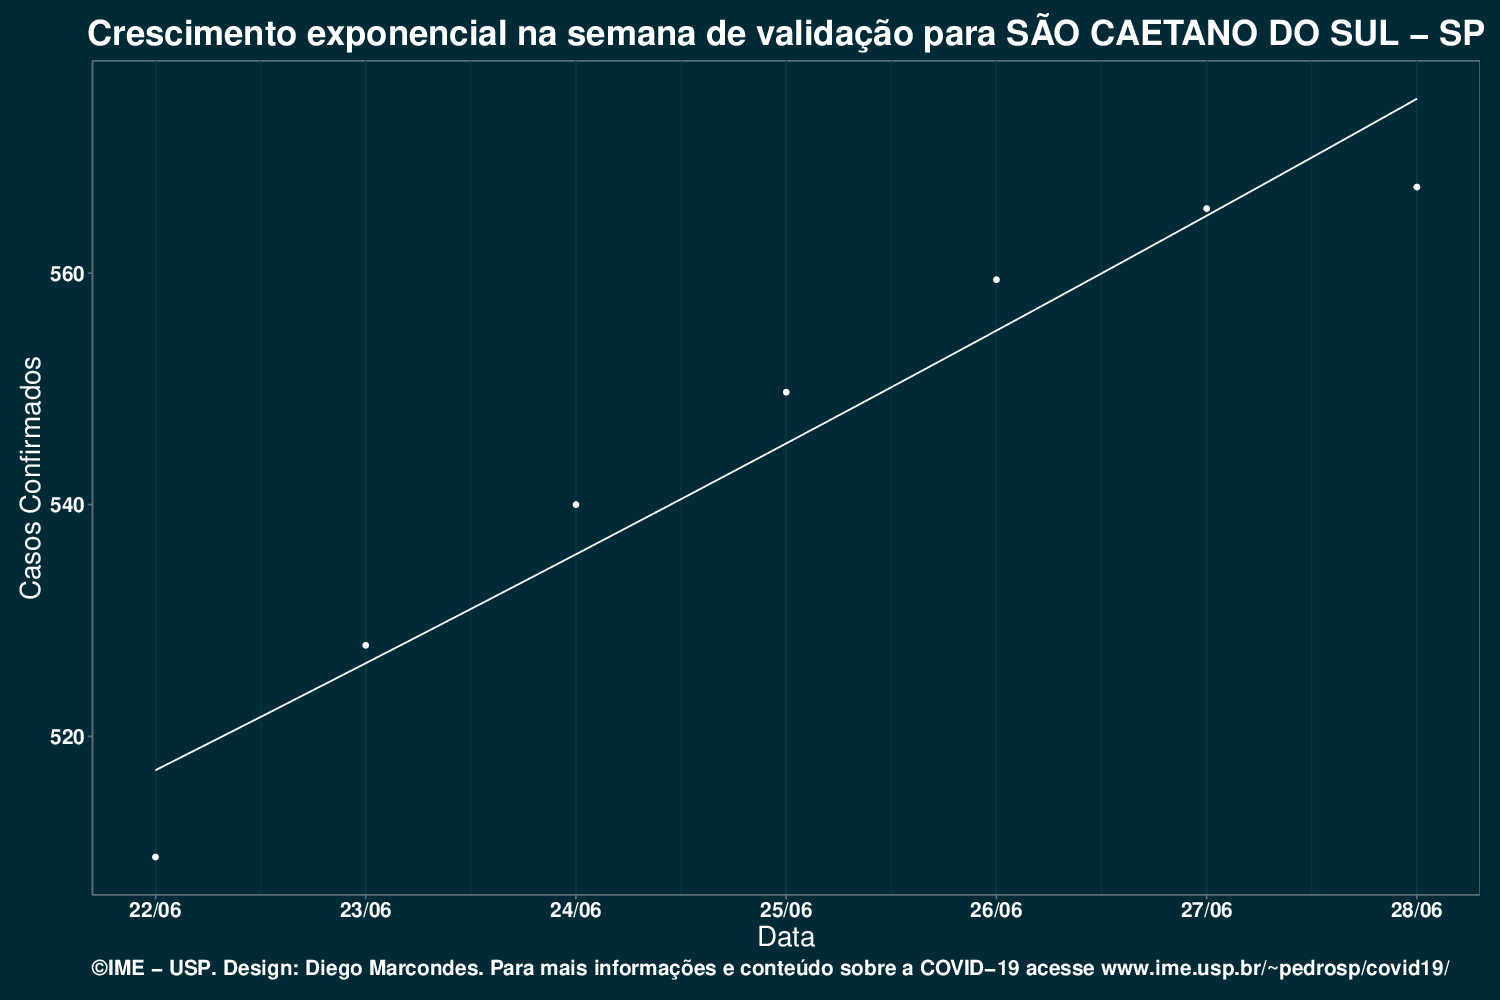 Crescimento exponencial na semana de validação para SÃO CAETANO DO SUL – SP
Casos Confirmados
560
540
520
22/06 23/06 24/06 25/06 26/06 27/06 28/06
Data
©IME – USP. Design: Diego Marcondes. Para mais informações e conteúdo sobre a COVID–19 acesse www.ime.usp.br/~pedrosp/covid19/